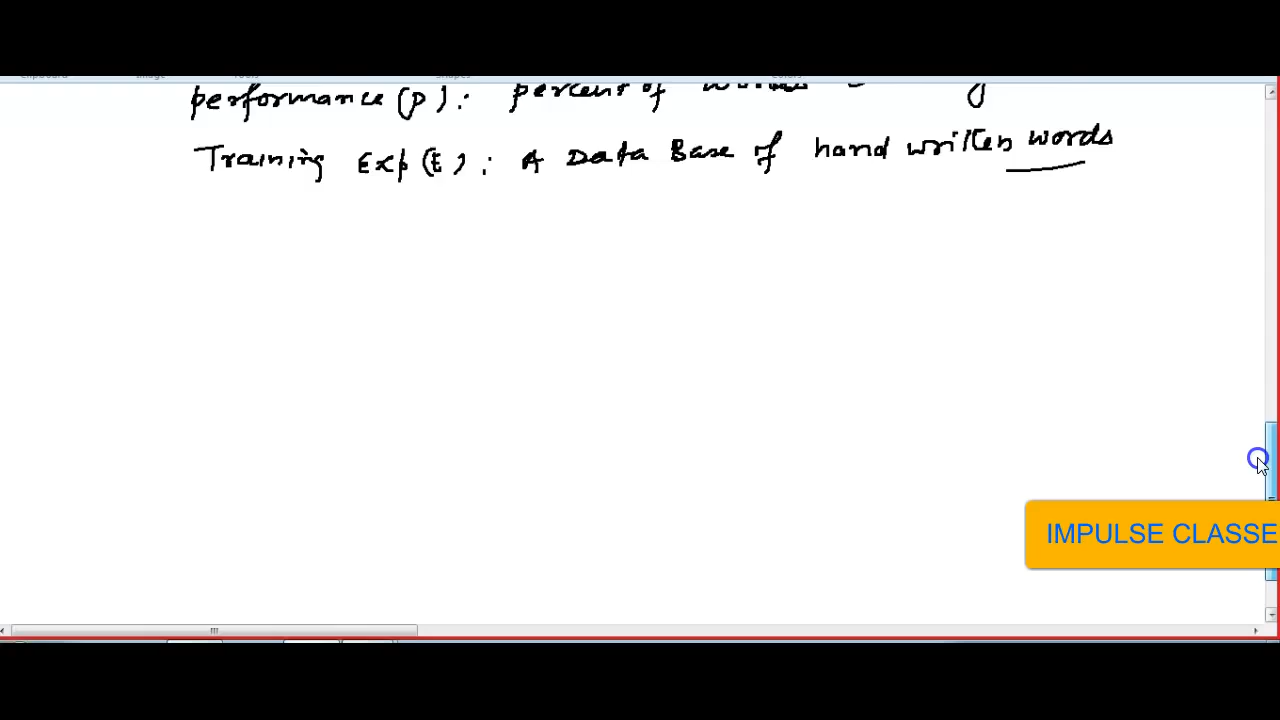 performance (p) : percent of
Training Exp (E) : A Data Base of hand written words
IMPULSE CLASSE